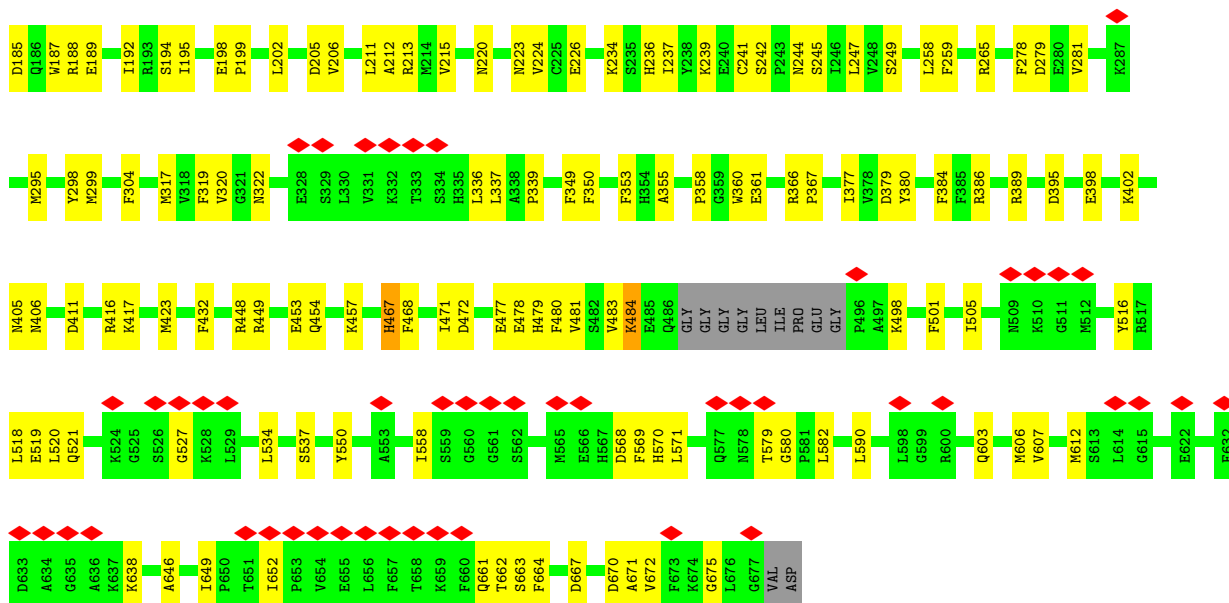 D185 Q186 W187 R188 E189 I192 R193 S194 I195 E198 P199 L202 D205 V206 L211 A212 R213 M214 V215 N220 N223 V224 C225 E226 K234 S235 H236 I237 Y238 K239 E240 C241 S242 P243 N244 S245 I246 L247 V248 S249 L258 F259 R265 F278 D279 E280 V281 K287
M295 Y298 M299 F304 M317 V318 F319 V320 G321 N322 E328 S329 L330 V331 K332 T333 S334 H335 L336 L337 A338 P339 F349 F350 F353 H354 A355 P358 G359 W360 E361 R366 P367 I377 V378 D379 Y380 F384 F385 R386 R389 D395 E398 K402
N405 N406 D411 R416 K417 M423 F432 R448 R449 E453 Q454 K457 H467 F468 I471 D472 E477 E478 H479 F480 V481 S482 V483 K484 E485 Q486 GLY GLY GLY GLY LEU ILE PRO GLU GLY P496 A497 K498 F501 I505 N509 K510 G511 M512 Y516 R517
L518 E519 L520 Q521 K524 G525 S526 G527 K528 L529 L534 S537 Y550 A553 I558 S559 G560 G561 S562 M565 E566 H567 D568 F569 H570 L571 Q577 N578 T579 G580 P581 L582 L590 L598 G599 R600 Q603 M606 V607 M612 S613 L614 G615 E622
D633 A634 G635 A636 K637 K638 A646 I649 P650 T651 I652 P653 V654 E655 L656 F657 T658 K659 F660 Q661 T662 S663 F664 D667 D670 A671 V672 G675 F673 K674 L676 G677 VAL ASP